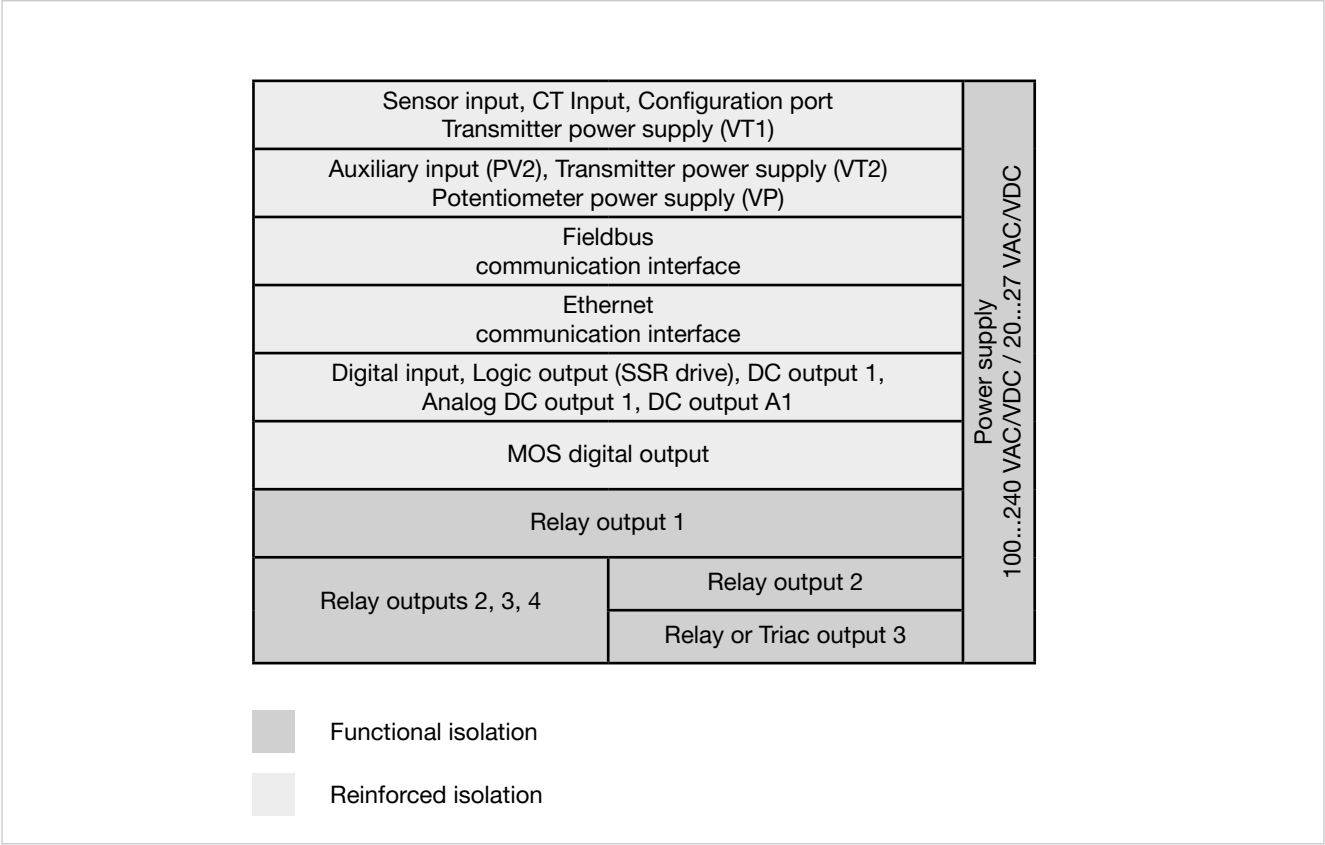 Sensor input, CT Input, Configuration port
Transmitter power supply (VT1)
Auxiliary input (PV2), Transmitter power supply (VT2)
Potentiometer power supply (VP)
Fieldbus
communication interface
Ethernet
communication interface
Digital input, Logic output (SSR drive), DC output 1,
Analog DC output 1, DC output A1
MOS digital output
Relay output 1
Relay outputs 2, 3, 4
Relay output 2
Relay or Triac output 3
Power supply
100...240 VAC/VDC / 20...27 VAC/VDC
Functional isolation
Reinforced isolation